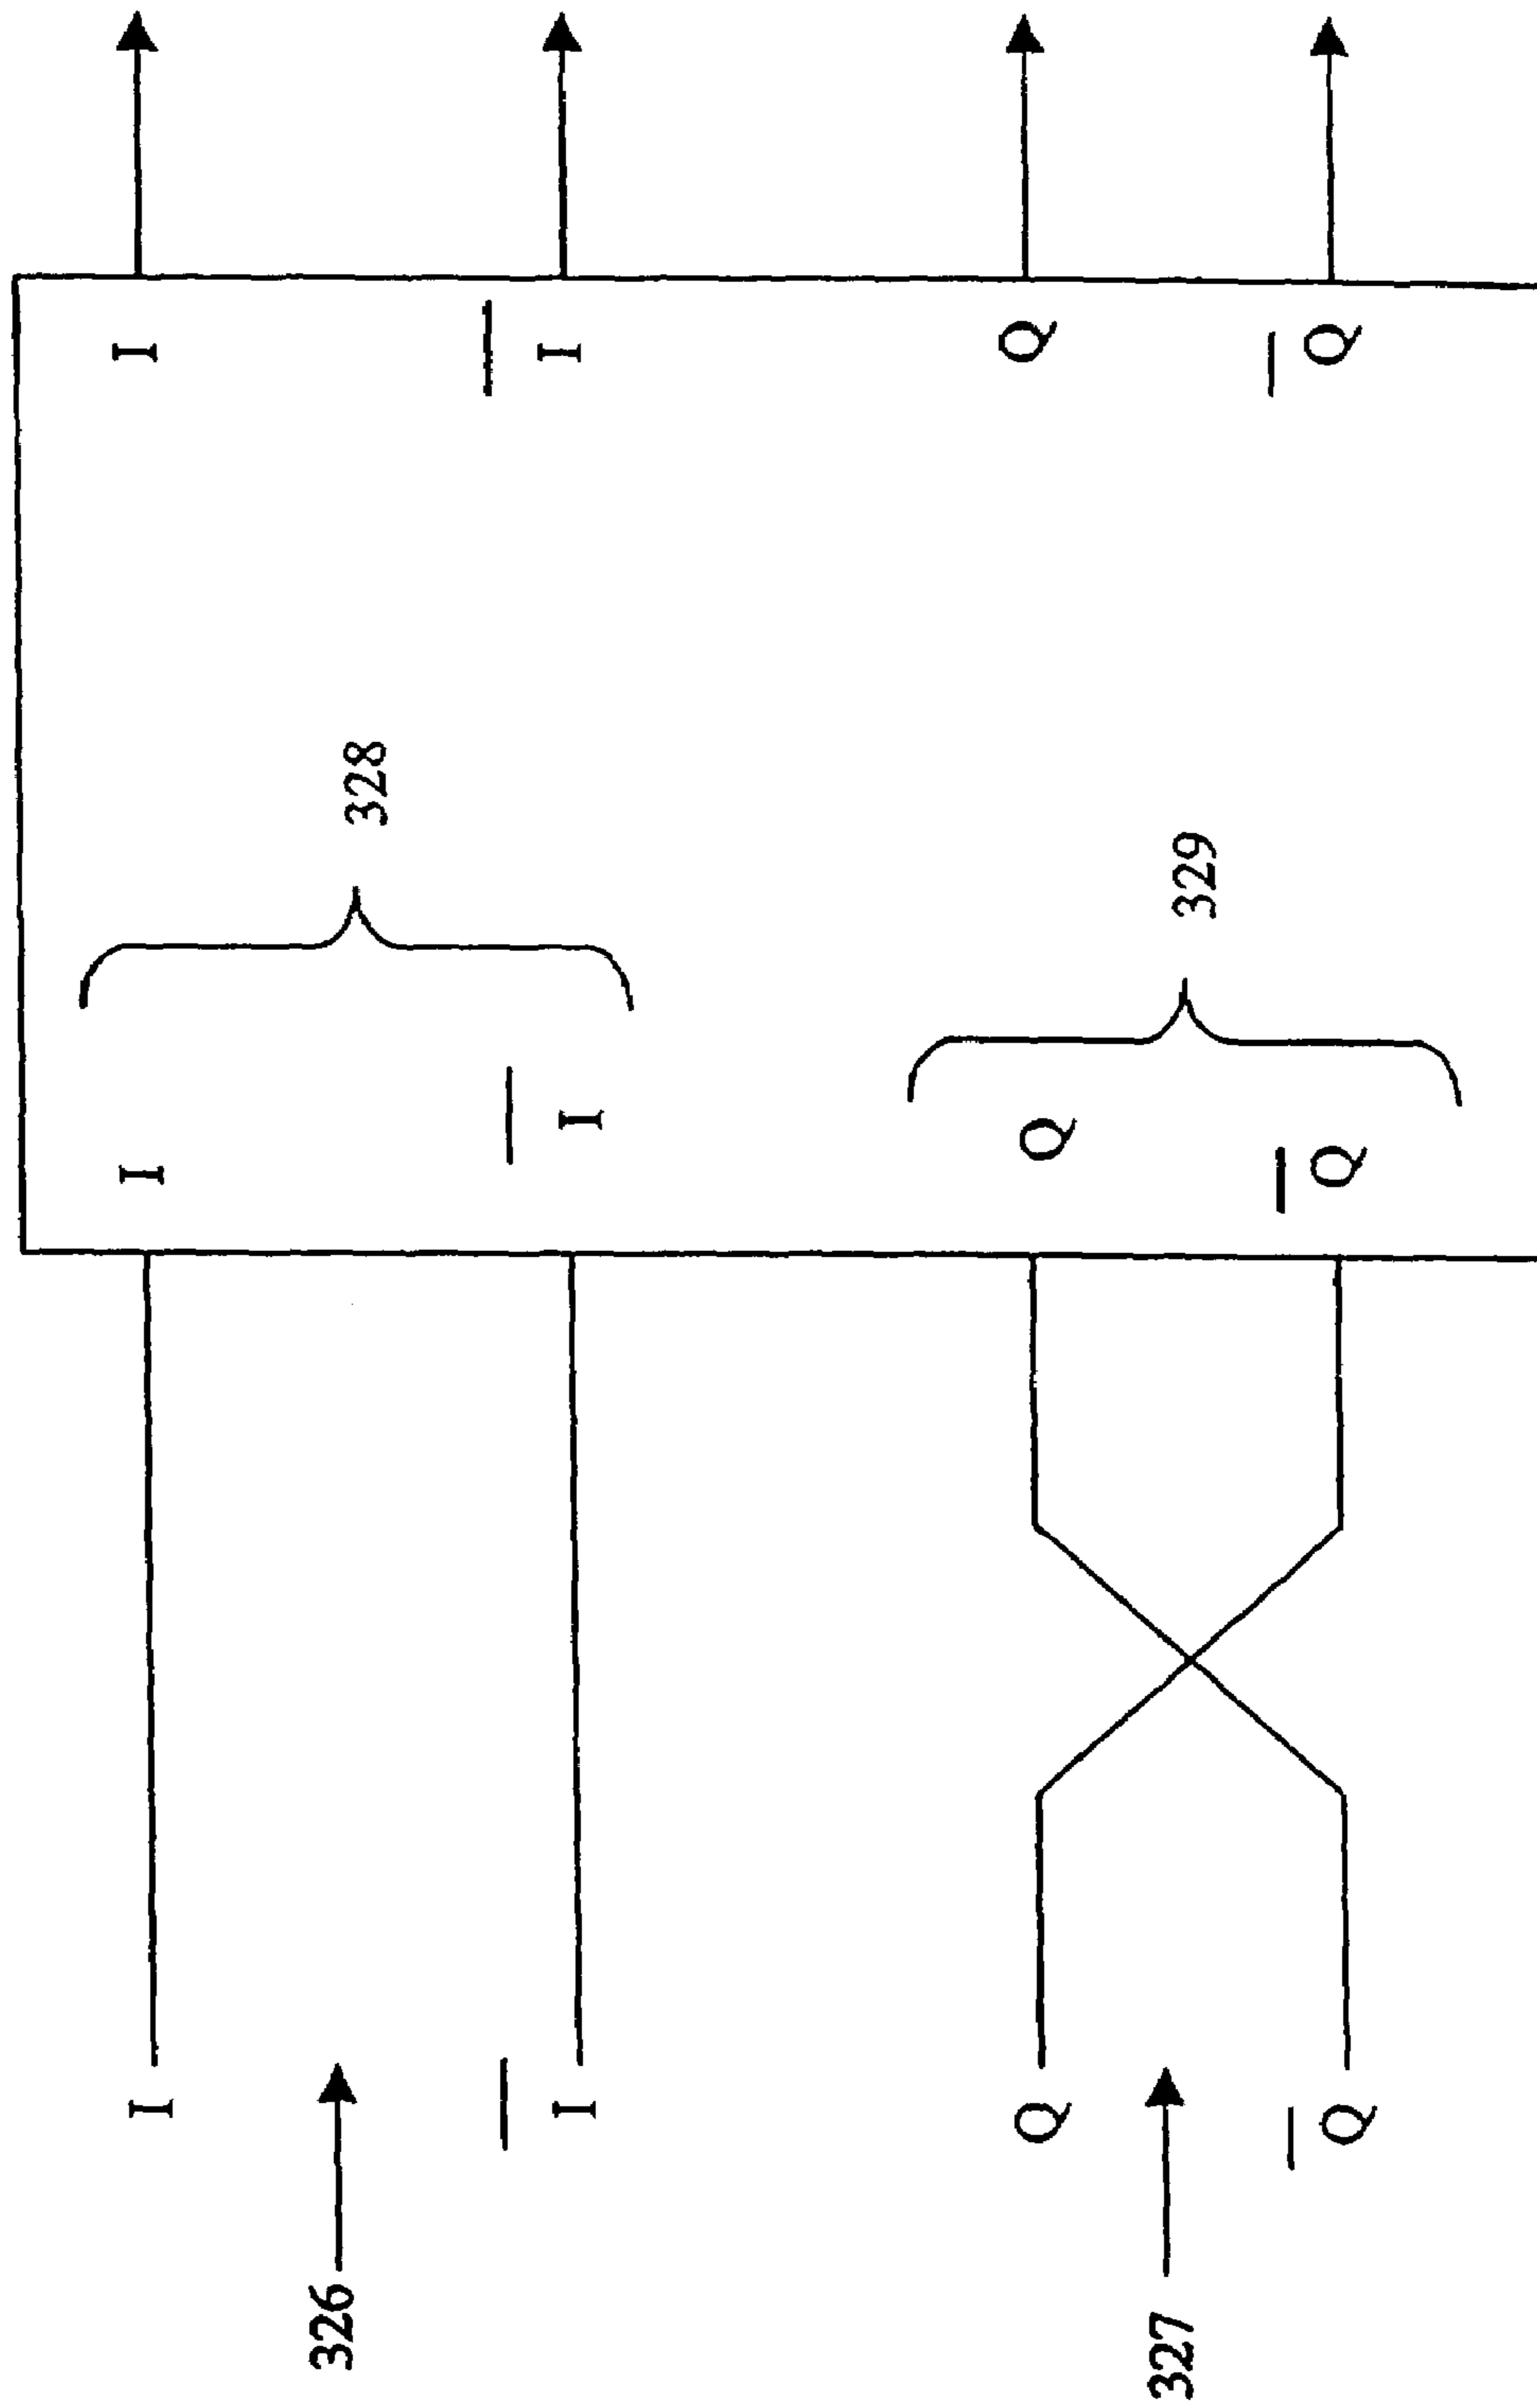 I I I
326 328
I̅ I̅ I̅
Q Q Q
327 329
Q̅ Q̅ Q̅